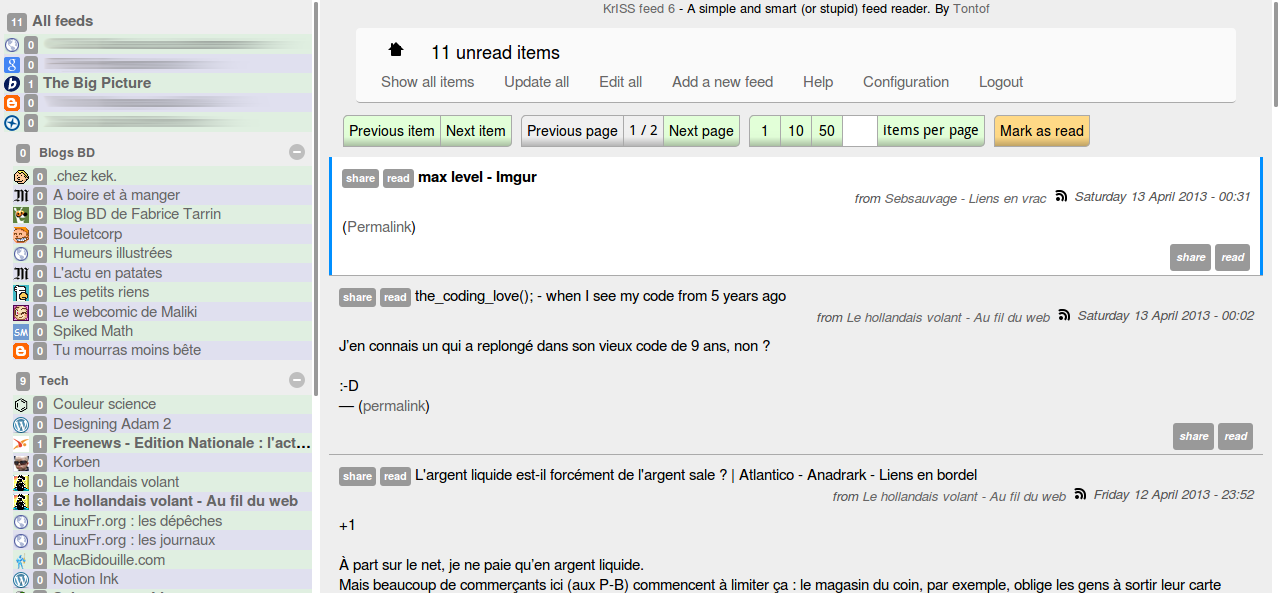 11 All feeds
0
0
1 The Big Picture
0
0
0 Blogs BD
0 .chez kek.
0 A boire et à manger
0 Blog BD de Fabrice Tarrin
0 Bouletcorp
0 Humeurs illustrées
0 L'actu en patates
0 Les petits riens
0 Le webcomic de Maliki
SM 0 Spiked Math
0 Tu mourras moins bête
9 Tech
0 Couleur science
0 Designing Adam 2
1 Freenews - Edition Nationale : l'act...
0 Korben
0 Le hollandais volant
3 Le hollandais volant - Au fil du web
0 LinuxFr.org : les dépêches
0 LinuxFr.org : les journaux
0 MacBidouille.com
0 Notion Ink
KrISS feed 6 - A simple and smart (or stupid) feed reader. By Tontof
11 unread items
Show all items Update all Edit all Add a new feed Help Configuration Logout
Previous item Next item Previous page 1 / 2 Next page 1 10 50 items per page Mark as read
share read max level - Imgur
from Sebsauvage - Liens en vrac Saturday 13 April 2013 - 00:31
(Permalink)
share read
share read the_coding_love(); - when I see my code from 5 years ago
from Le hollandais volant - Au fil du web Saturday 13 April 2013 - 00:02
J'en connais un qui a replongé dans son vieux code de 9 ans, non ?
:-D
— (permalink)
share read
share read L'argent liquide est-il forcément de l'argent sale ? | Atlantico - Anadrark - Liens en bordel
from Le hollandais volant - Au fil du web Friday 12 April 2013 - 23:52
+1
À part sur le net, je ne paie qu'en argent liquide.
Mais beaucoup de commerçants ici (aux P-B) commencent à limiter ça : le magasin du coin, par exemple, oblige les gens à sortir leur carte